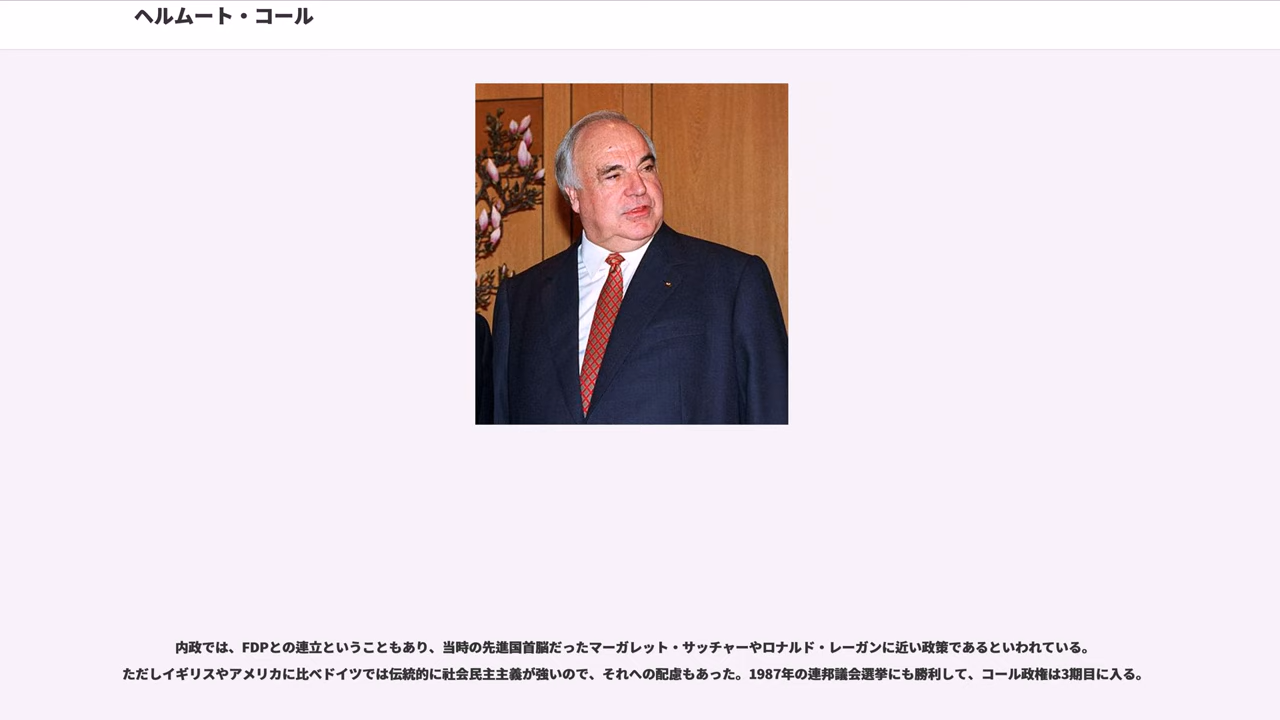 ヘルムート・コール
内政では、FDPとの連立ということもあり、当時の先進国首脳だったマーガレット・サッチャーやロナルド・レーガンに近い政策であるといわれている。
ただしイギリスやアメリカに比べドイツでは伝統的に社会民主主義が強いので、それへの配慮もあった。1987年の連邦議会選挙にも勝利して、コール政権は3期目に入る。